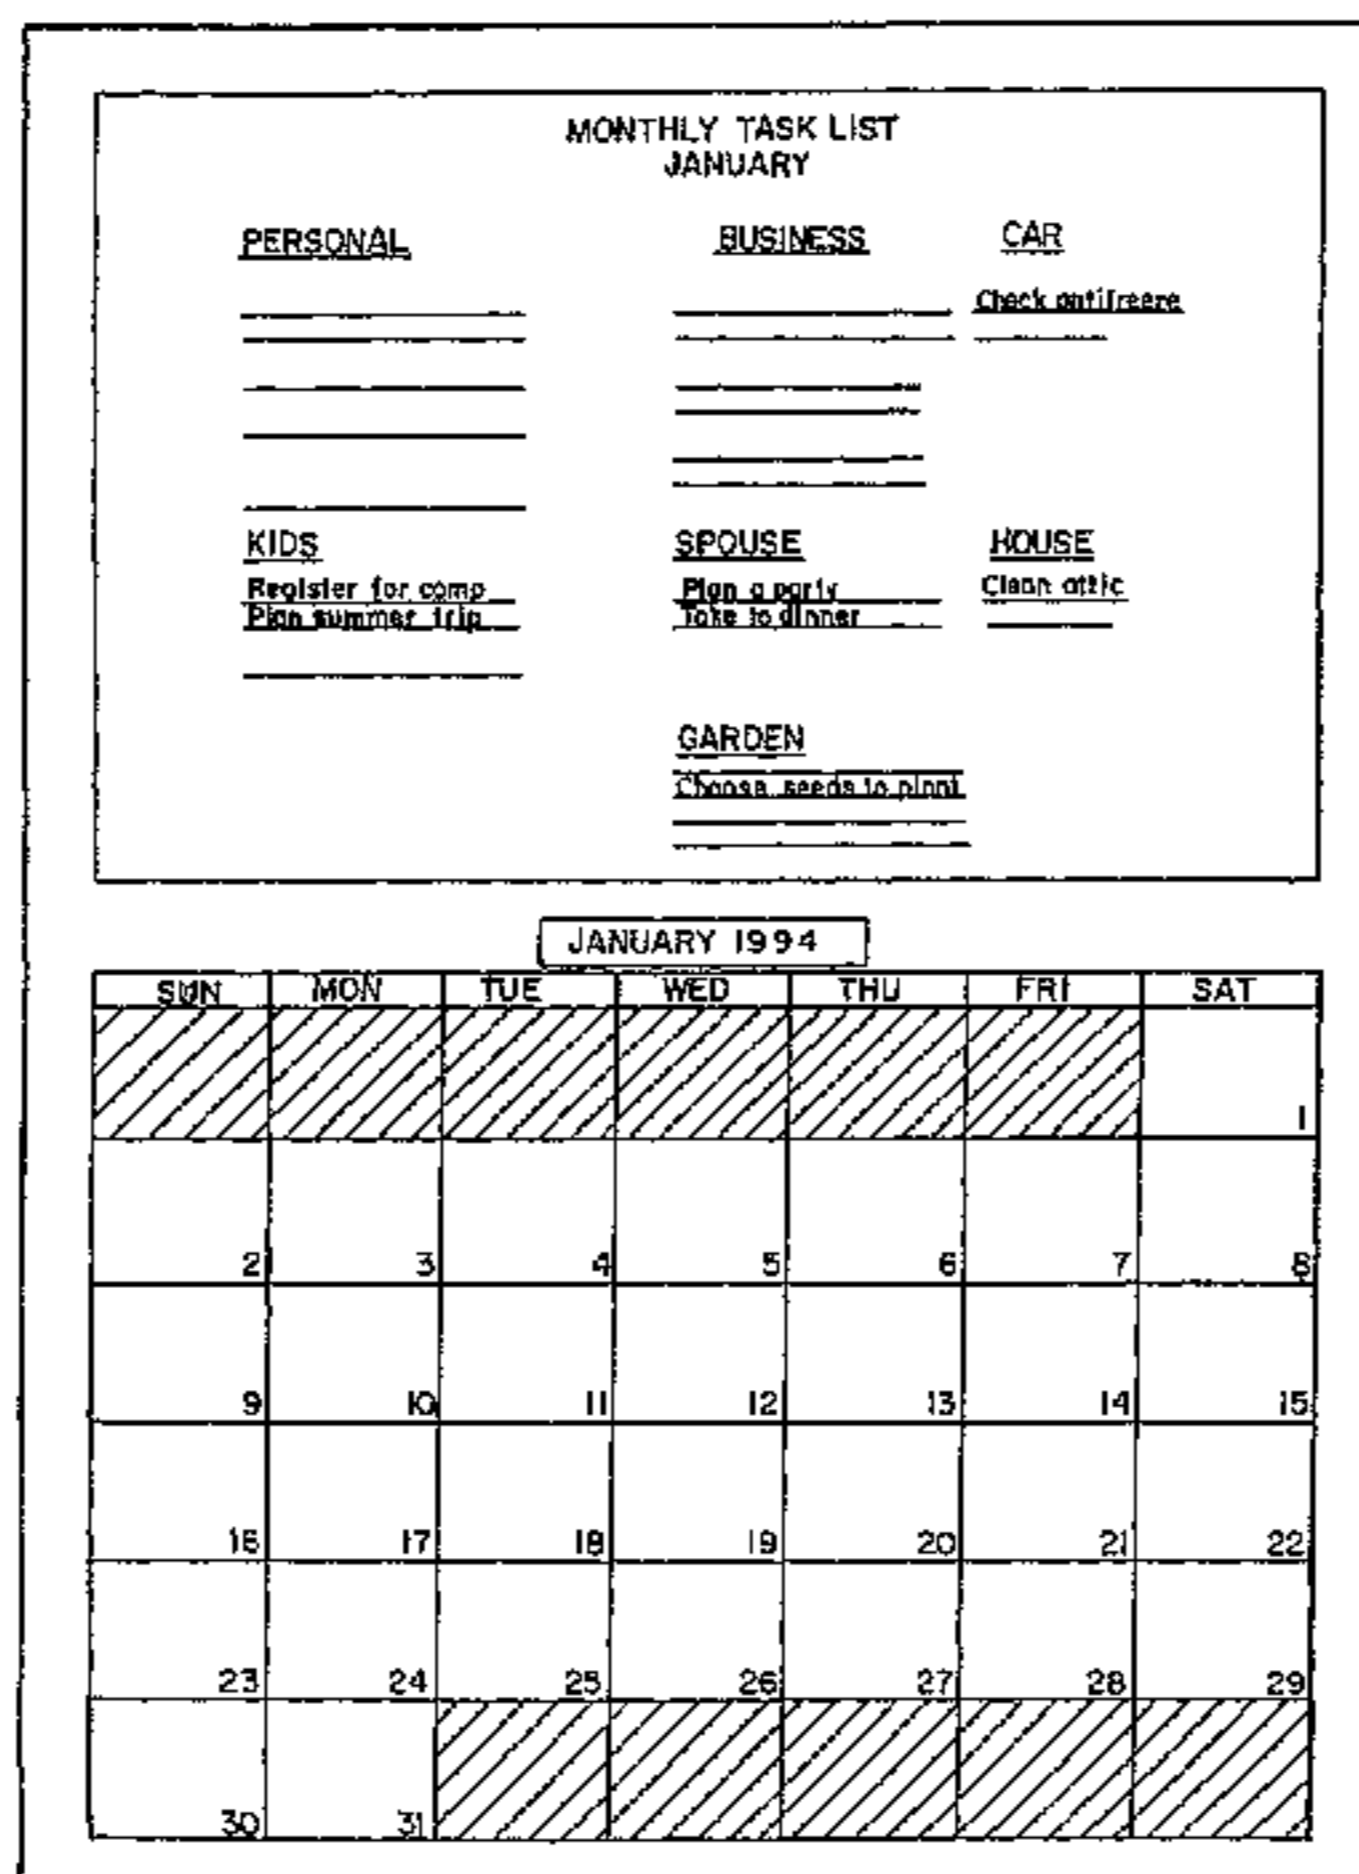 MONTHLY TASK LIST
JANUARY
PERSONAL
BUSINESS
CAR
Check antifreeze
KIDS
Register for camp
Plan summer trip
SPOUSE
Plan a party
Take to dinner
HOUSE
Clean attic
GARDEN
Choose seeds to plant
JANUARY 1994
SUN MON TUE WED THU FRI SAT
1
2 3 4 5 6 7 8
9 10 11 12 13 14 15
16 17 18 19 20 21 22
23 24 25 26 27 28 29
30 31